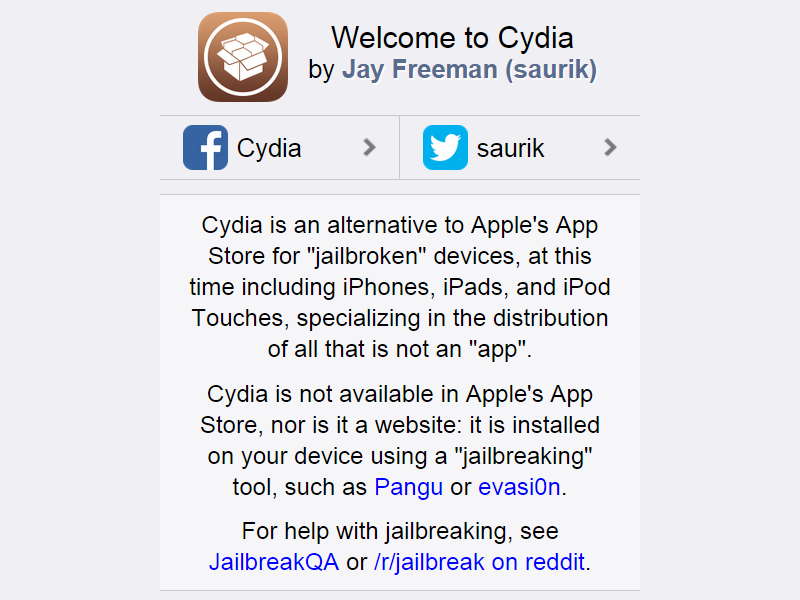 Welcome to Cydia
by Jay Freeman (saurik)
Cydia
saurik
Cydia is an alternative to Apple's App
Store for "jailbroken" devices, at this
time including iPhones, iPads, and iPod
Touches, specializing in the distribution
of all that is not an "app".
Cydia is not available in Apple's App
Store, nor is it a website: it is installed
on your device using a "jailbreaking"
tool, such as Pangu or evasi0n.
For help with jailbreaking, see
JailbreakQA or /r/jailbreak on reddit.